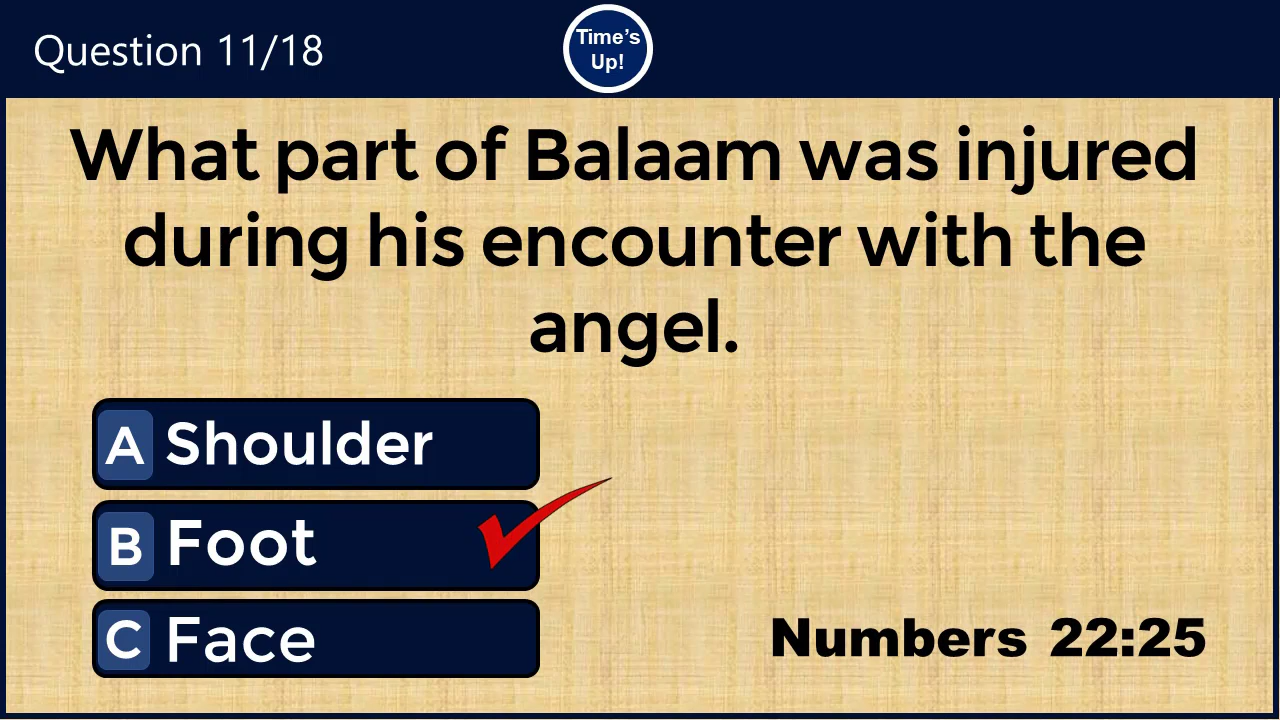 Question 11/18
Time's
Up!
What part of Balaam was injured
during his encounter with the
angel.
A Shoulder
B Foot
C Face
Numbers 22:25